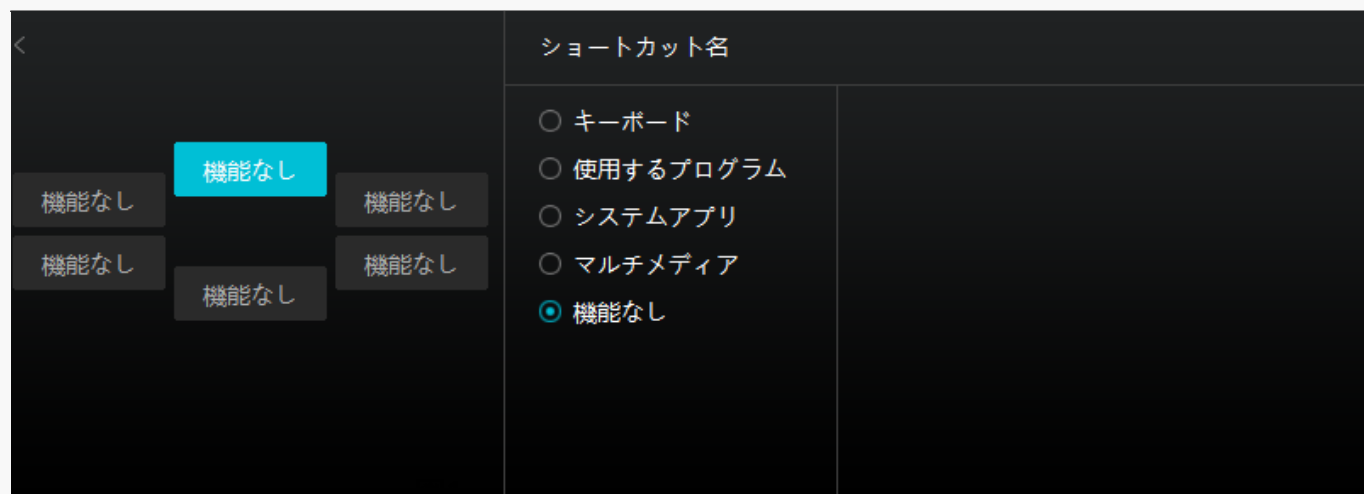 <
ショートカット名
機能なし
機能なし
機能なし
機能なし
機能なし
機能なし
キーボード
使用するプログラム
システムアプリ
マルチメディア
機能なし